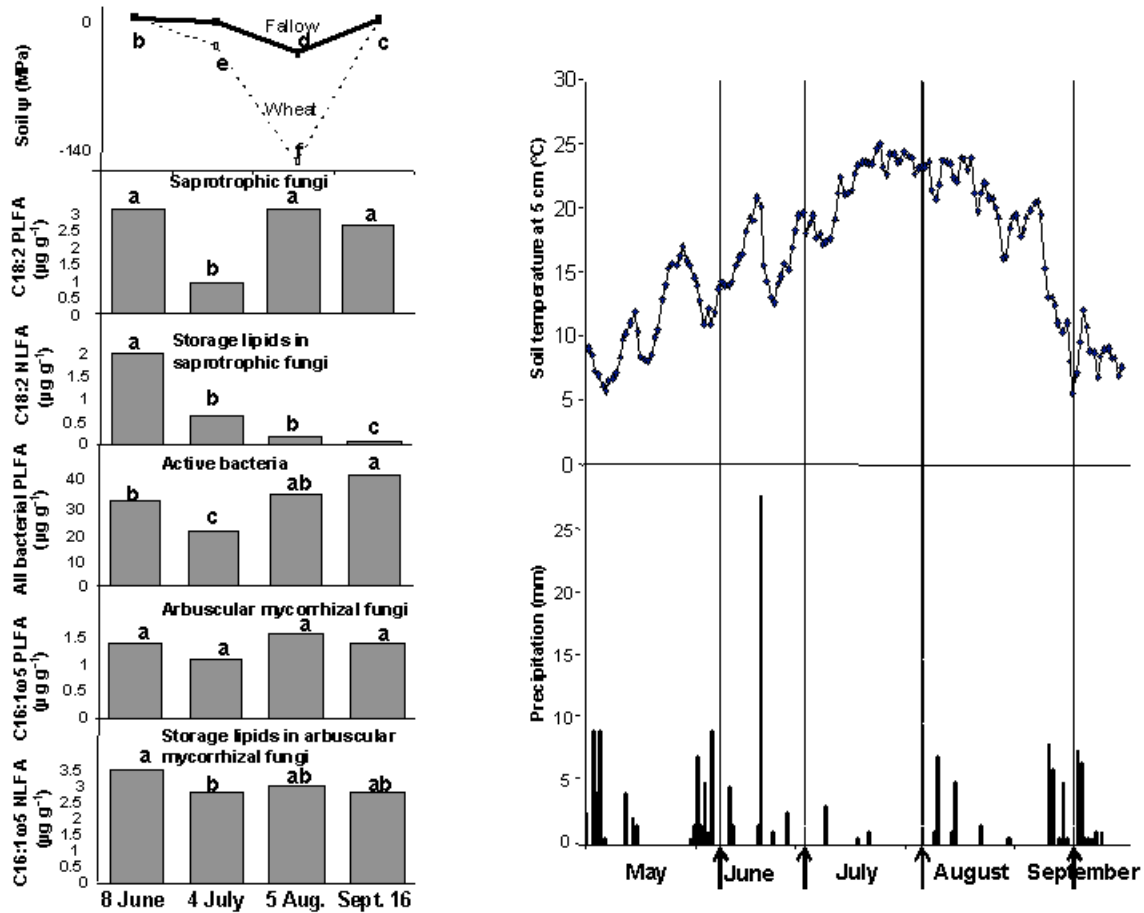 0
Soil ψ (MPa)
-140
Fallow
Wheat
b
e
d
f
c
Saprotrophic fungi
C18:2 PLFA
(µg g⁻¹)
3
2.5
2
1.5
1
0.5
0
a
b
a
a
Storage lipids in
saprotrophic fungi
C18:2 NLFA
(µg g⁻¹)
2
1.5
1
0.5
0
a
b
b
c
Active bacteria
All bacterial PLFA
(µg g⁻¹)
40
30
20
10
0
b
c
ab
a
Arbuscular mycorrhizal fungi
C16:1ω5 PLFA
(µg g⁻¹)
1.5
1
0.5
0
a
a
a
a
Storage lipids in arbuscular
mycorrhizal fungi
C16:1ω5 NLFA
(µg g⁻¹)
3.5
3
2.5
2
1.5
1
0.5
0
a
b
ab
ab
8 June 4 July 5 Aug. Sept. 16
Soil temperature at 5 cm (ºC)
30
25
20
15
10
5
0
Precipitation (mm)
25
20
15
10
5
0
May June July August September